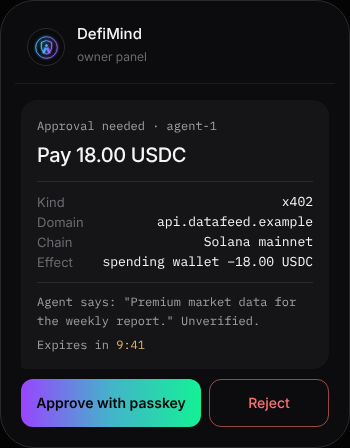 DefiMind
owner panel
Approval needed · agent-1
Pay 18.00 USDC
Kind x402
Domain api.datafeed.example
Chain Solana mainnet
Effect spending wallet −18.00 USDC
Agent says: "Premium market data for
the weekly report." Unverified.
Expires in 9:41
Approve with passkey Reject